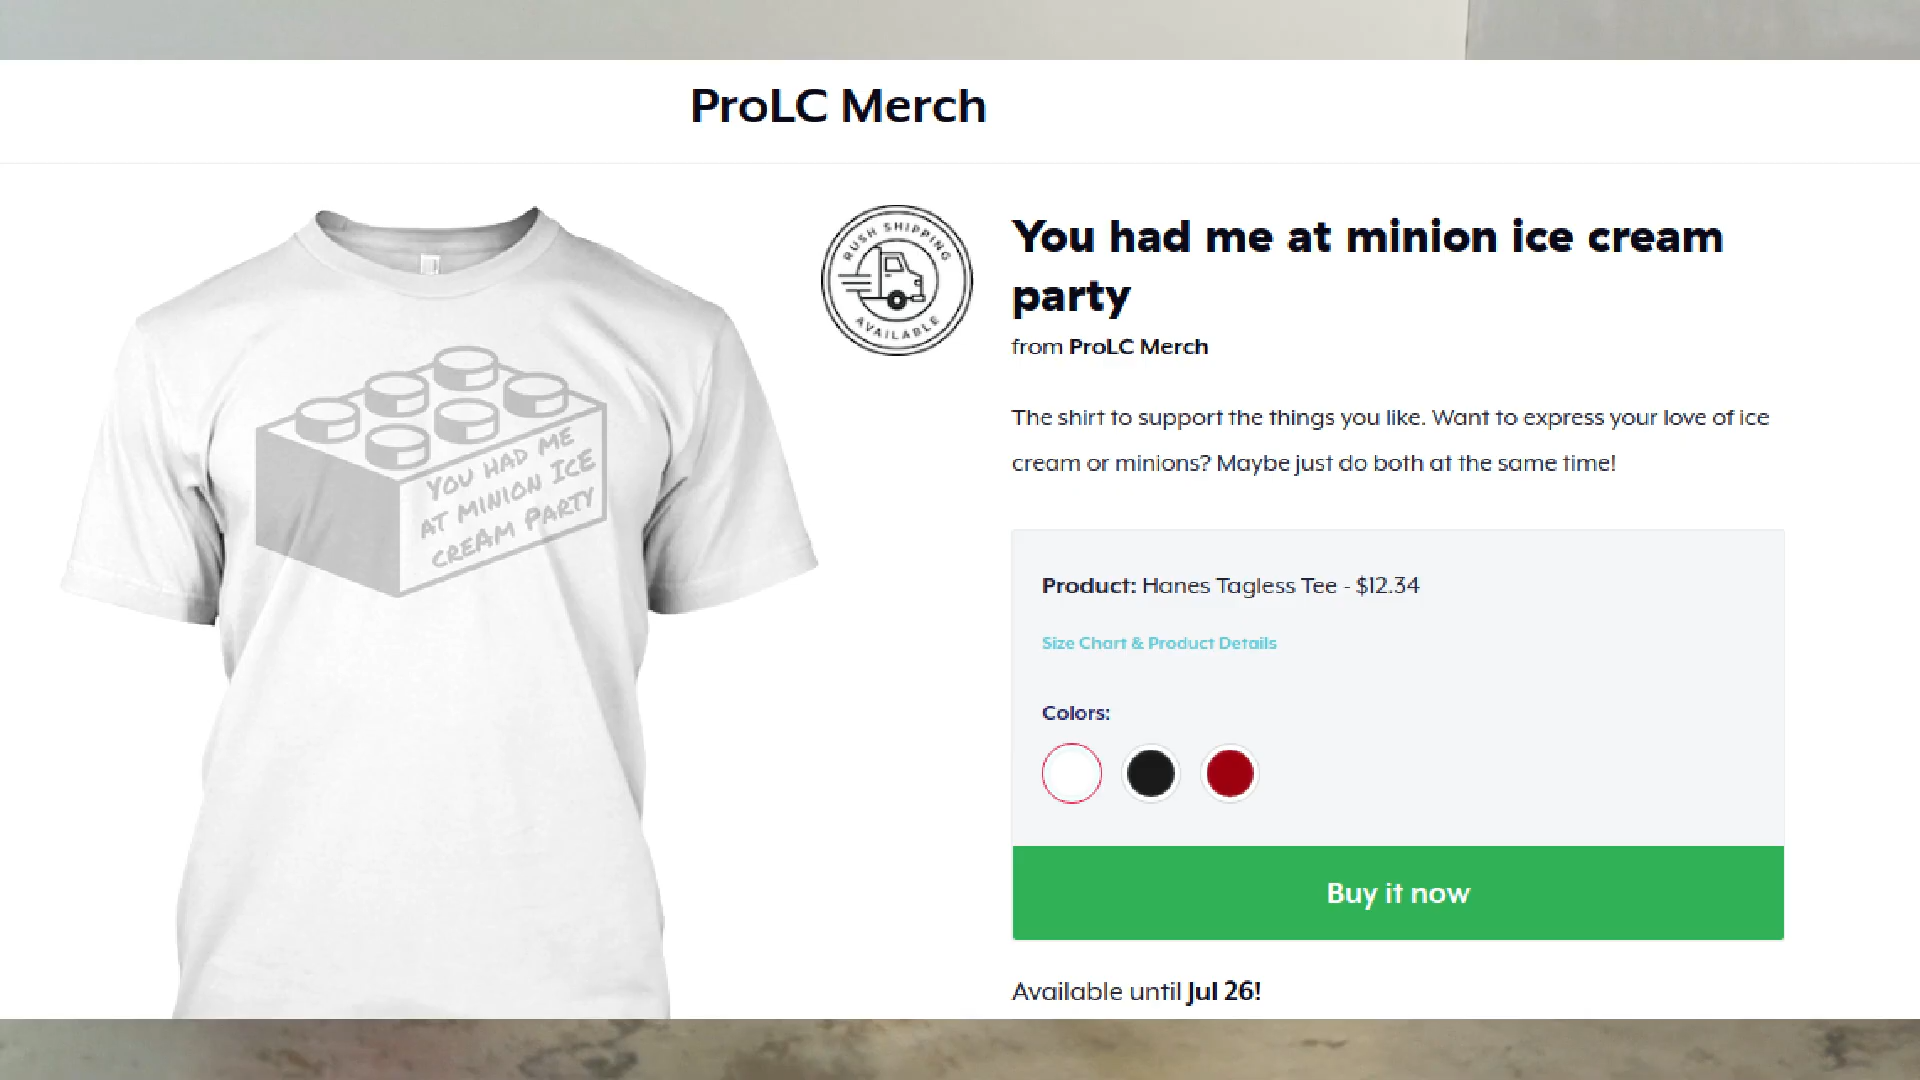 ProLC Merch
RUSH SHIPPING
AVAILABLE
You had me at minion ice cream
party
from ProLC Merch
The shirt to support the things you like. Want to express your love of ice
cream or minions? Maybe just do both at the same time!
YOU HAD ME
AT MINION ICE
CREAM PARTY
Product: Hanes Tagless Tee - $12.34
Size Chart & Product Details
Colors:
Buy it now
Available until Jul 26!